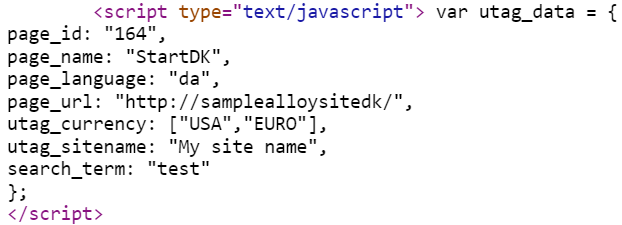 <script type="text/javascript"> var utag_data = {
page_id: "164",
page_name: "StartDK",
page_language: "da",
page_url: "http://samplealloysitedk/",
utag_currency: ["USA","EURO"],
utag_sitename: "My site name",
search_term: "test"
};
</script>